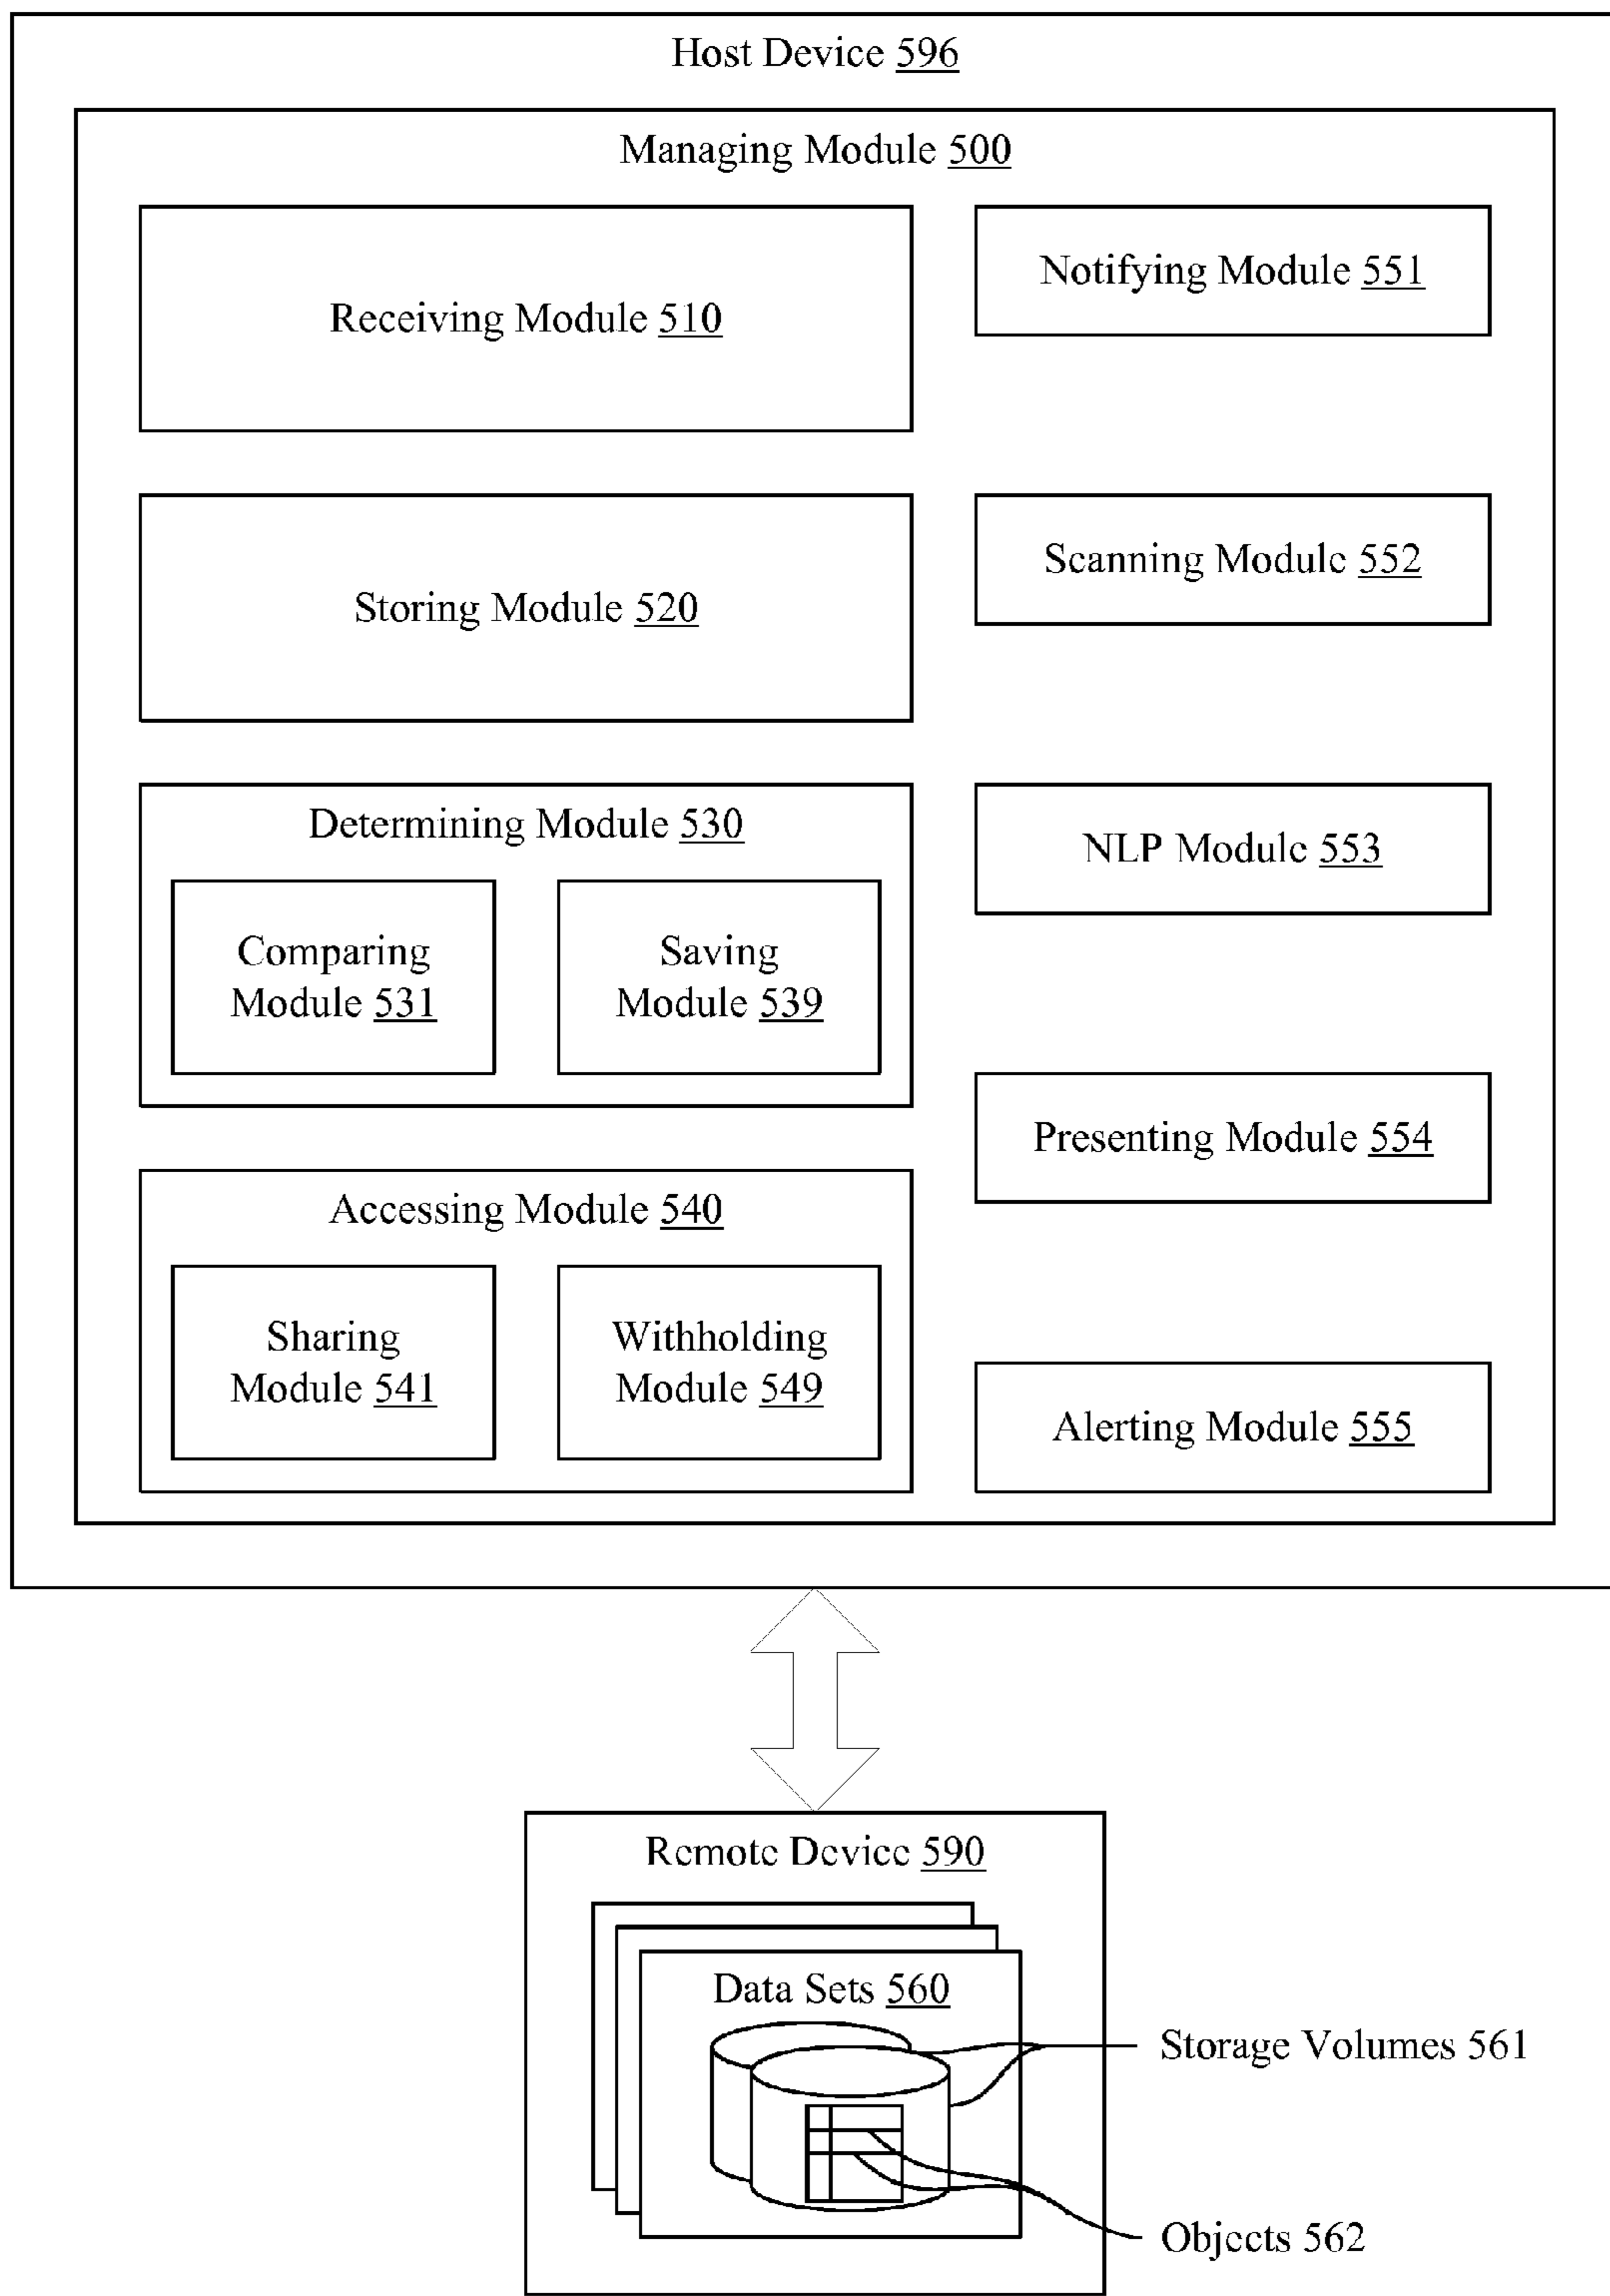 Host Device 596
Managing Module 500
Receiving Module 510
Notifying Module 551
Storing Module 520
Scanning Module 552
Determining Module 530
Comparing
Module 531
Saving
Module 539
NLP Module 553
Accessing Module 540
Sharing
Module 541
Withholding
Module 549
Presenting Module 554
Alerting Module 555
Remote Device 590
Data Sets 560
Storage Volumes 561
Objects 562